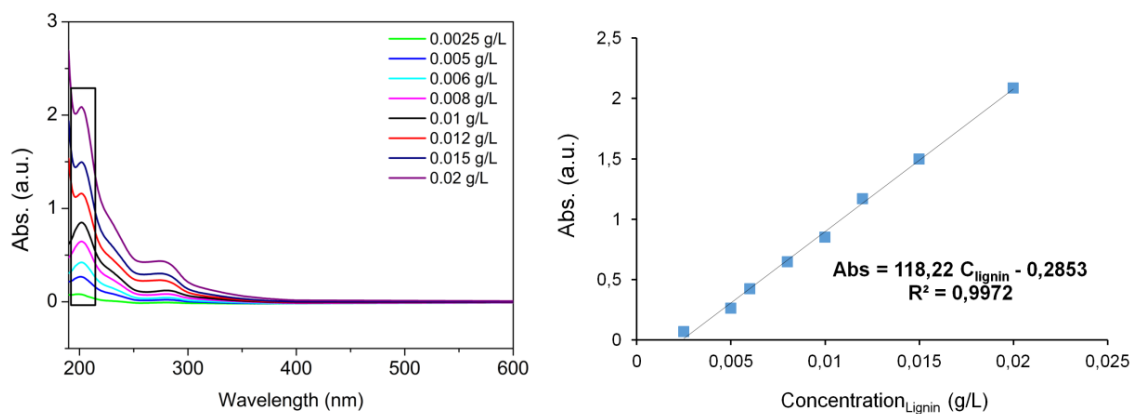 3
2
1
0
Abs. (a.u.)
0.0025 g/L
0.005 g/L
0.006 g/L
0.008 g/L
0.01 g/L
0.012 g/L
0.015 g/L
0.02 g/L
200 300 400 500 600
Wavelength (nm)
2,5
2
1,5
1
0,5
0
Abs. (a.u.)
Abs = 118,22 Clignin - 0,2853
R² = 0,9972
0 0,005 0,01 0,015 0,02 0,025
ConcentrationLignin (g/L)